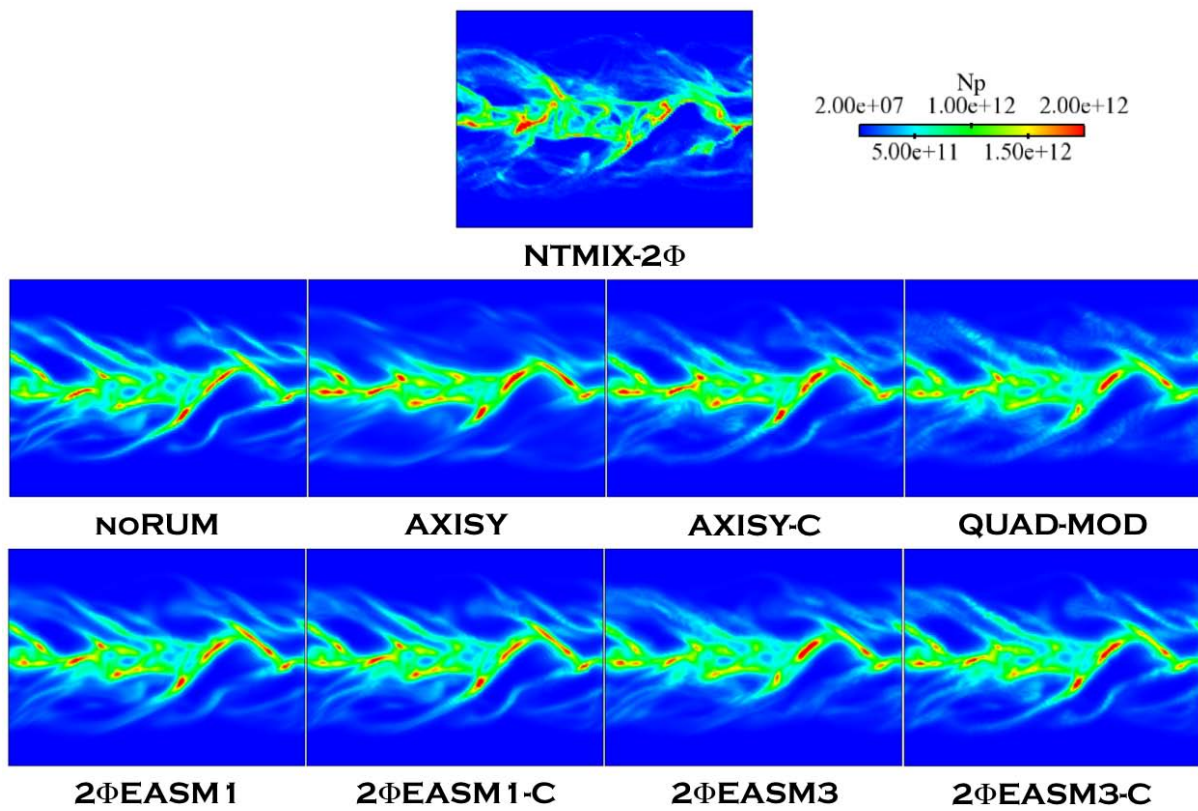 Np
2.00e+07 1.00e+12 2.00e+12
5.00e+11 1.50e+12
NTMIX-2Φ
NORUM AXISY AXISY-C QUAD-MOD
2ΦEASM1 2ΦEASM1-C 2ΦEASM3 2ΦEASM3-C